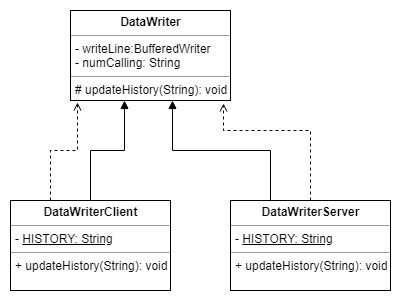 DataWriter
- writeLine:BufferedWriter
- numCalling: String
# updateHistory(String): void
DataWriterClient
- HISTORY: String
+ updateHistory(String): void
DataWriterServer
- HISTORY: String
+ updateHistory(String): void